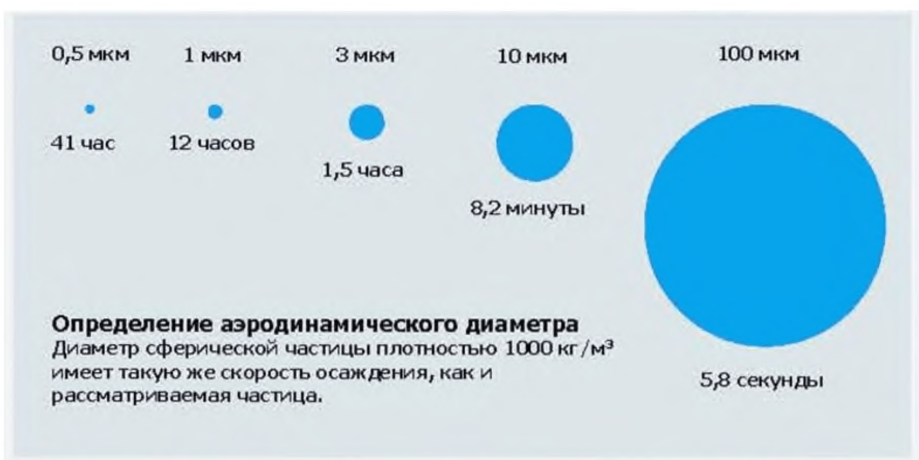 0,5 мкм 1 мкм 3 мкм 10 мкм 100 мкм
41 час 12 часов
1,5 часа
8,2 минуты
Определение аэродинамического диаметра
Диаметр сферической частицы плотностью 1000 кг/м³
имеет такую же скорость осаждения, как и
рассматриваемая частица.
5,8 секунды